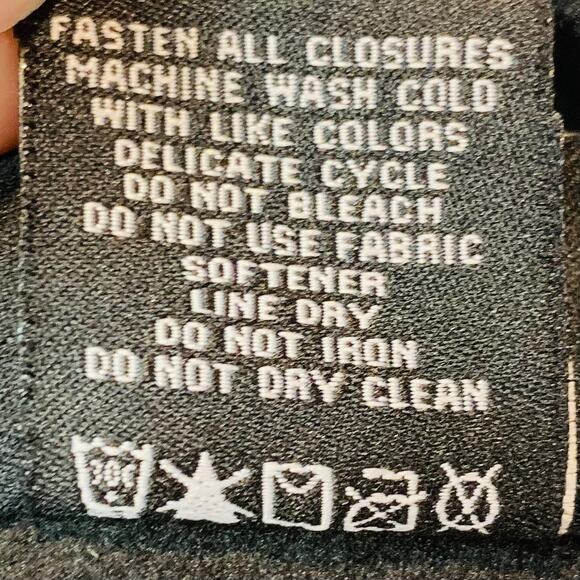 FASTEN ALL CLOSURES
MACHINE WASH COLD
WITH LIKE COLORS
DELICATE CYCLE
DO NOT BLEACH
DO NOT USE FABRIC
SOFTENER
LINE DRY
DO NOT IRON
DO NOT DRY CLEAN